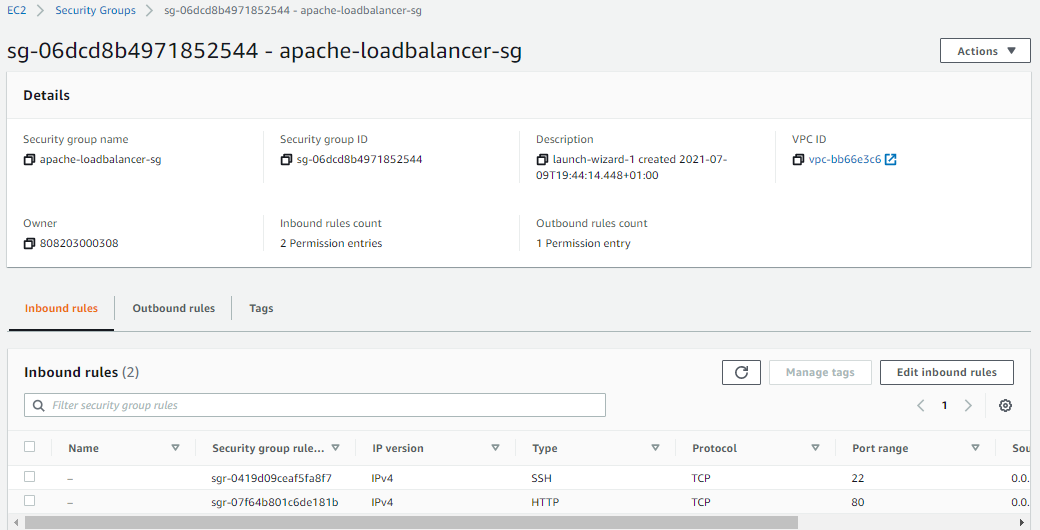 EC2 > Security Groups > sg-06dcd8b4971852544 - apache-loadbalancer-sg
sg-06dcd8b4971852544 - apache-loadbalancer-sg Actions
Details
Security group name Security group ID Description VPC ID
apache-loadbalancer-sg sg-06dcd8b4971852544 launch-wizard-1 created 2021-07- vpc-bb66e3c6
09T19:44:14.448+01:00
Owner Inbound rules count Outbound rules count
808203000308 2 Permission entries 1 Permission entry
Inbound rules Outbound rules Tags
Inbound rules (2) Manage tags Edit inbound rules
Filter security group rules 1
Name Security group rule... IP version Type Protocol Port range Sou
– sgr-0419d09ceaf5fa8f7 IPv4 SSH TCP 22 0.0.
– sgr-07f64b801c6de181b IPv4 HTTP TCP 80 0.0.